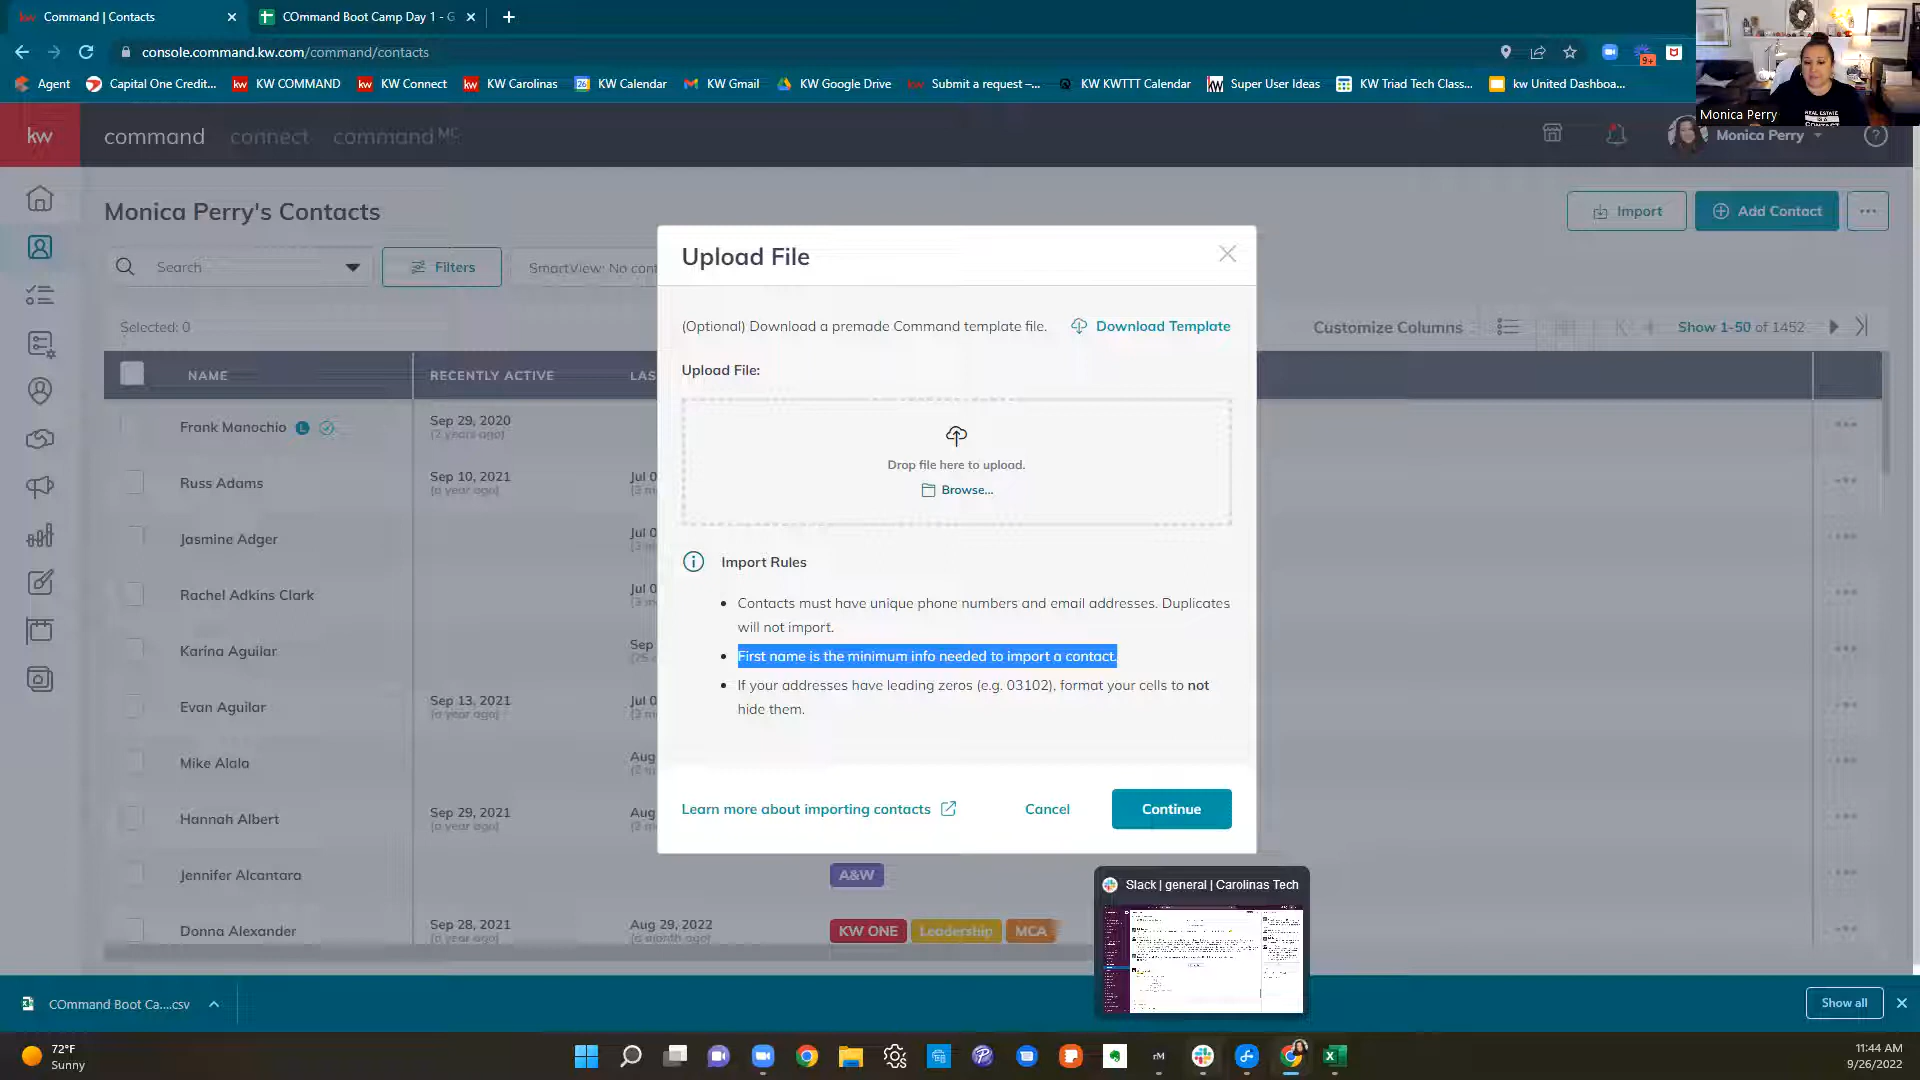 Command | Contacts
COmmand Boot Camp Day 1 - G
console.command.kw.com/command/contacts
9+
Agent
Capital One Credit...
kw KW COMMAND
kw KW Connect
kw KW Carolinas
26 KW Calendar
KW Gmail
KW Google Drive
Submit a request –...
KW KWTTT Calendar
Super User Ideas
KW Triad Tech Class...
kw United Dashboa...
REAL ESTATE
CONTACT
Monica Perry
kw
command
connect
command MC
Monica Perry
Monica Perry's Contacts
Import
Add Contact
Search
Filters
SmartView: No cont
Selected: 0
Customize Columns
Show 1-50 of 1452
NAME
RECENTLY ACTIVE
LAS
Frank Manochio L
Sep 29, 2020
(2 years ago)
Russ Adams
Sep 10, 2021
(a year ago)
Jul 0
Jasmine Adger
Jul 0
Rachel Adkins Clark
Jul 0
Karina Aguilar
Sep
Evan Aguilar
Sep 13, 2021
(a year ago)
Jul 0
Mike Alala
Aug
Hannah Albert
Sep 29, 2021
(a year ago)
Aug
Jennifer Alcantara
A&W
Donna Alexander
Sep 28, 2021
(a year ago)
Aug 29, 2022
(a month ago)
KW ONE
Leadership
MCA
Upload File
(Optional) Download a premade Command template file.
Download Template
Upload File:
Drop file here to upload.
Browse...
Import Rules
• Contacts must have unique phone numbers and email addresses. Duplicates
will not import.
• First name is the minimum info needed to import a contact.
• If your addresses have leading zeros (e.g. 03102), format your cells to not
hide them.
Learn more about importing contacts
Cancel
Continue
Slack | general | Carolinas Tech
COmmand Boot Ca....csv
Show all
72°F
Sunny
rM
11:44 AM
9/26/2022